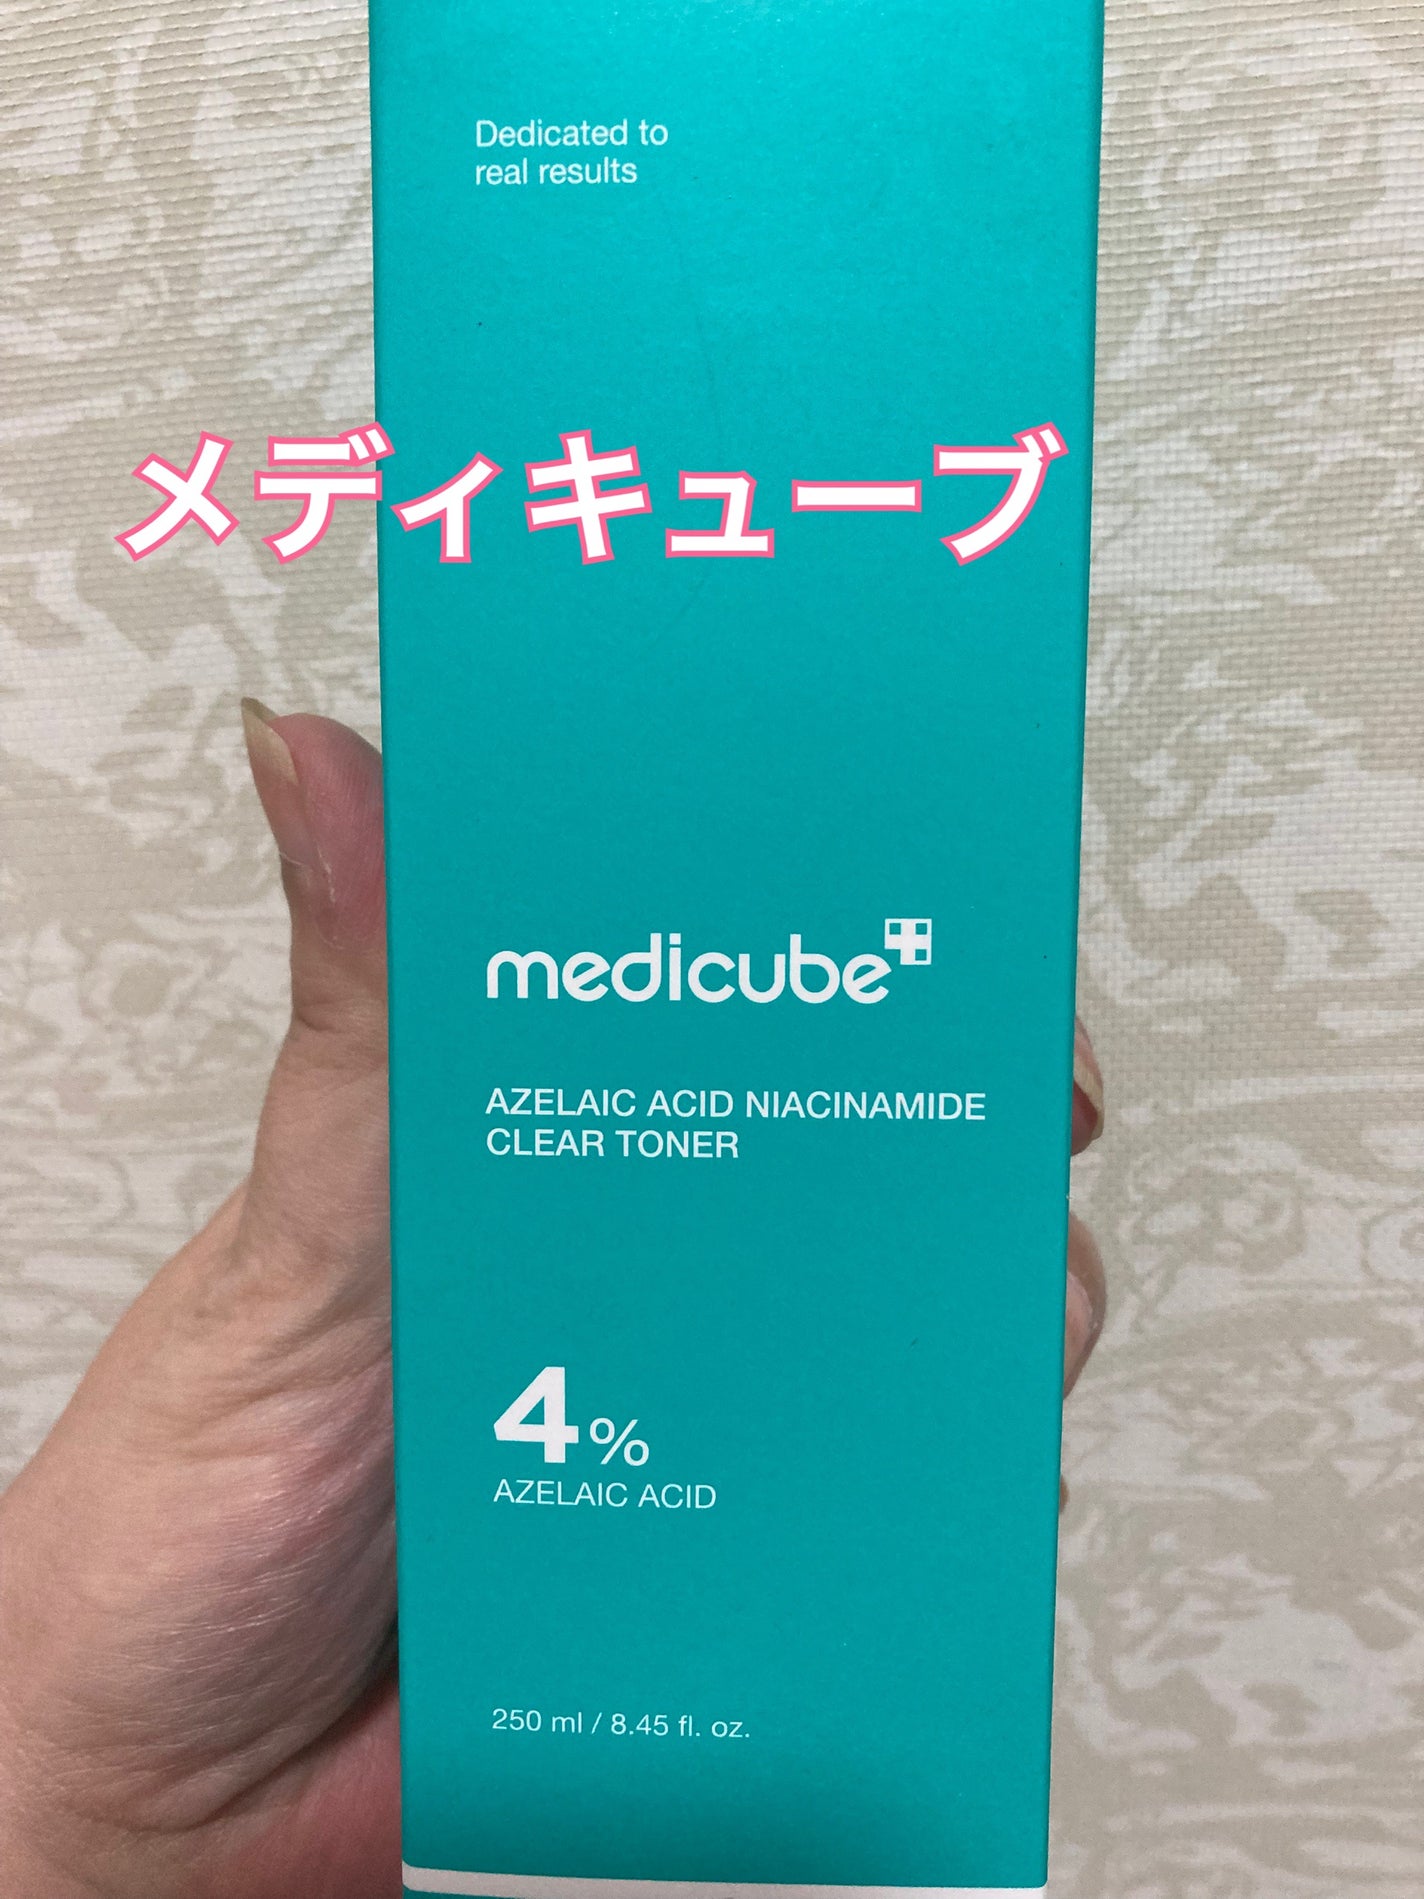 Dedicated to
real results
メディキューブ
medicube
AZELAIC ACID NIACINAMIDE
CLEAR TONER
4%
AZELAIC ACID
250 ml / 8.45 fl. oz.